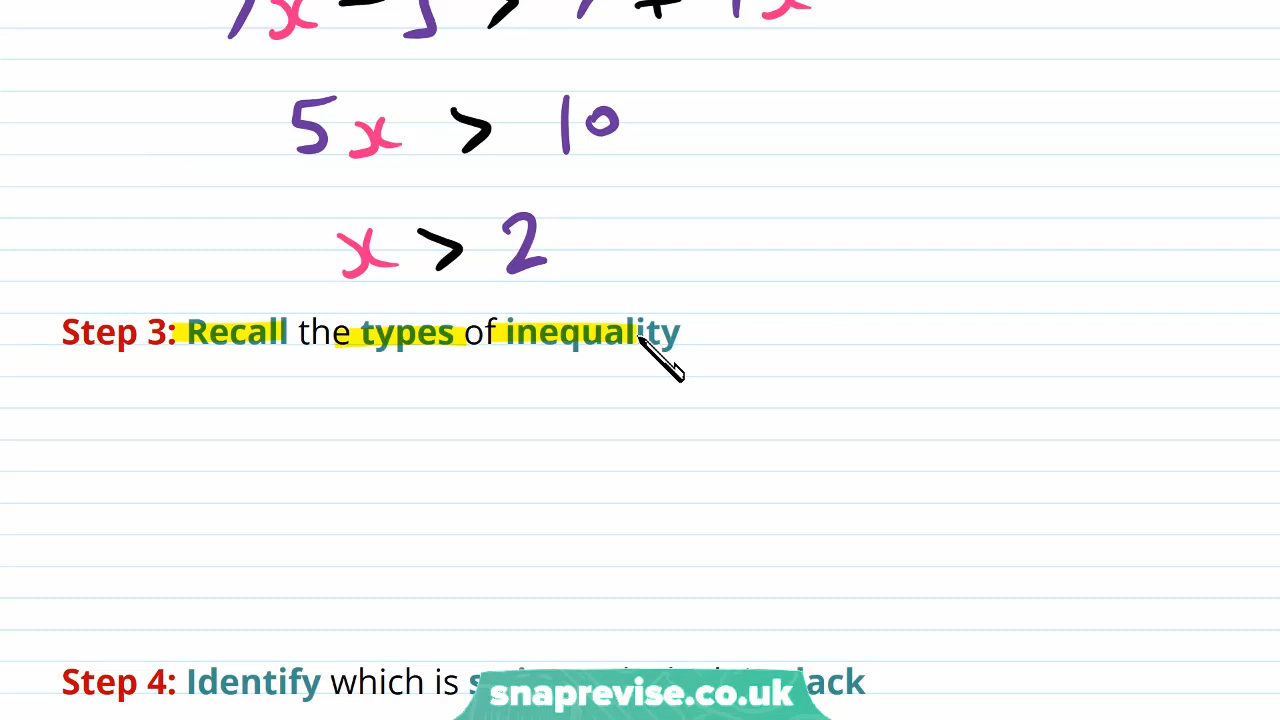 5x > 10
x > 2
Step 3: Recall the types of inequality
Step 4: Identify which is
snaprevise.co.uk